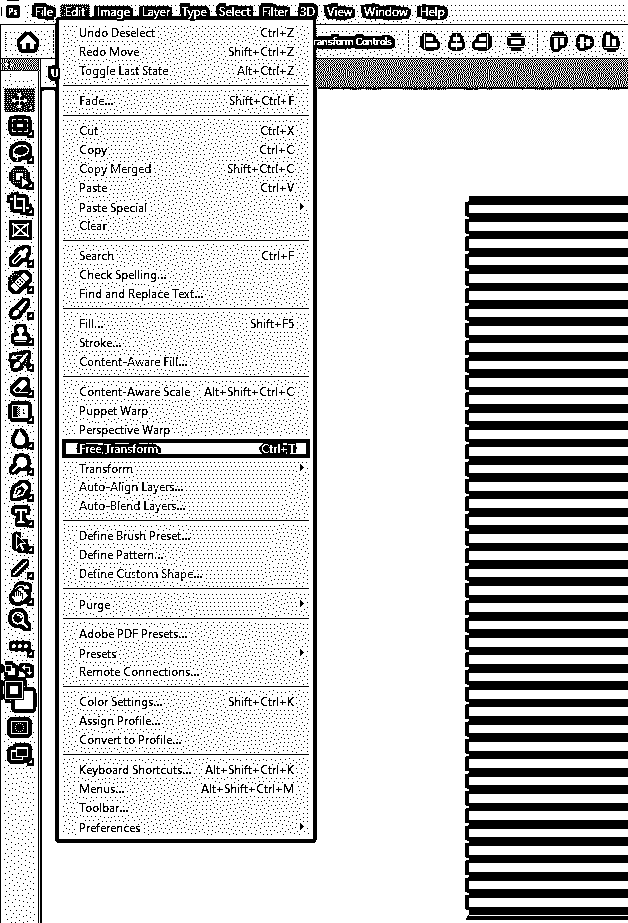 Ps File Edit Image Layer Type Select Filter 3D View Window Help
Transform Controls
Undo Deselect Ctrl+Z
Redo Move Shift+Ctrl+Z
Toggle Last State Alt+Ctrl+Z
Fade... Shift+Ctrl+F
Cut Ctrl+X
Copy Ctrl+C
Copy Merged Shift+Ctrl+C
Paste Ctrl+V
Paste Special
Clear
Search Ctrl+F
Check Spelling...
Find and Replace Text...
Fill... Shift+F5
Stroke...
Content-Aware Fill...
Content-Aware Scale Alt+Shift+Ctrl+C
Puppet Warp
Perspective Warp
Free Transform Ctrl+T
Transform
Auto-Align Layers...
Auto-Blend Layers...
Define Brush Preset...
Define Pattern...
Define Custom Shape...
Purge
Adobe PDF Presets...
Presets
Remote Connections...
Color Settings... Shift+Ctrl+K
Assign Profile...
Convert to Profile...
Keyboard Shortcuts... Alt+Shift+Ctrl+K
Menus... Alt+Shift+Ctrl+M
Toolbar...
Preferences